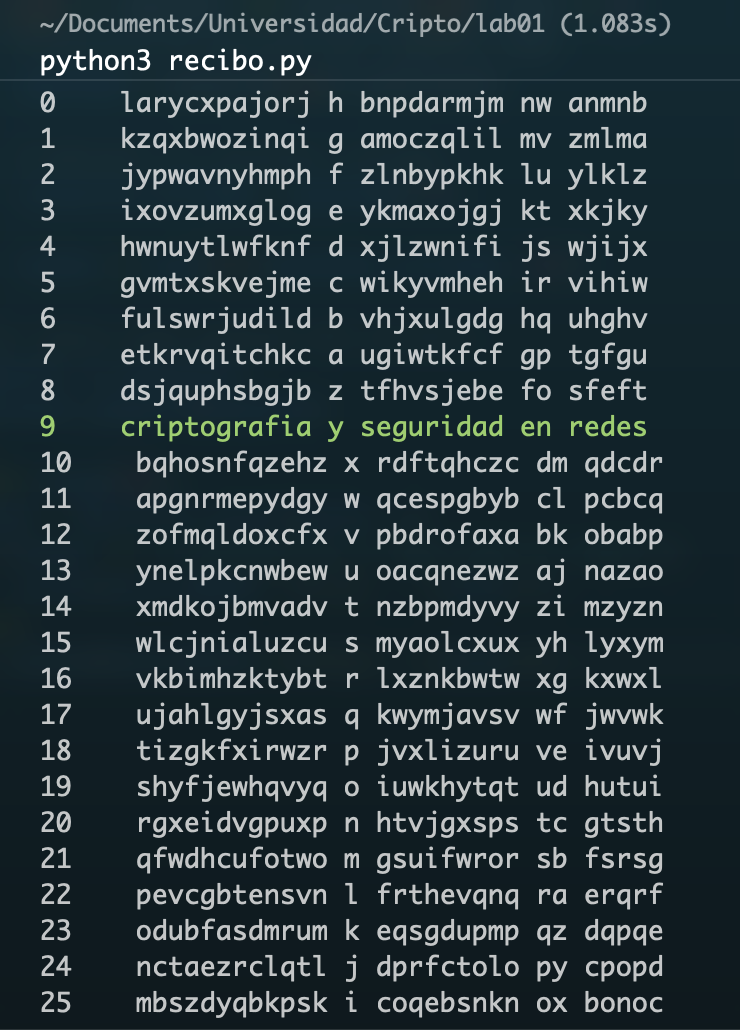 ~/Documents/Universidad/Cripto/lab01 (1.083s)
python3 recibo.py
0 larycxpajorj h bnpdarmjm nw anmnb
1 kzqxbwozinqi g amoczqlil mv zmlma
2 jypwavnyhmph f zlnbypkhk lu ylklz
3 ixovzumxglog e ykmaxojgj kt xkjky
4 hwnuytlwfknf d xjlzwnifi js wjijx
5 gvmtxskvejme c wikyvmheh ir vihiw
6 fulswrjudild b vhjxulgdg hq uhghv
7 etkrvqitchkc a ugiwtkfcf gp tgfgu
8 dsjquphsbgjb z tfhvsjebe fo sfeft
9 criptografia y seguridad en redes
10 bqhosnfqzehz x rdftqhczc dm qdcdr
11 apgnrmepydgy w qcespgbyb cl pcbcq
12 zofmqldoxcfx v pbdrofaxa bk obabp
13 ynelpkcnwbew u oacqnezwz aj nazao
14 xmdkojbmvadv t nzbpmdyvy zi mzyzn
15 wlcjnialuzcu s myaolcxux yh lyxym
16 vkbimhzktybt r lxznkbwtw xg kxwxl
17 ujahlgyjsxas q kwymjavsv wf jwvwk
18 tizgkfxirwzr p jvxlizuru ve ivuvj
19 shyfjewhqvyq o iuwkhytqt ud hutui
20 rgxeidvgpuxp n htvjgxsps tc gtsth
21 qfwdhcufotwo m gsuifwror sb fsrsg
22 pevcgbtensvn l frthevqnq ra erqrf
23 odubfasdmrum k eqsgdupmp qz dqpqe
24 nctaezrclqtl j dprfctolo py cpopd
25 mbszdyqbkpsk i coqebsnkn ox bonoc